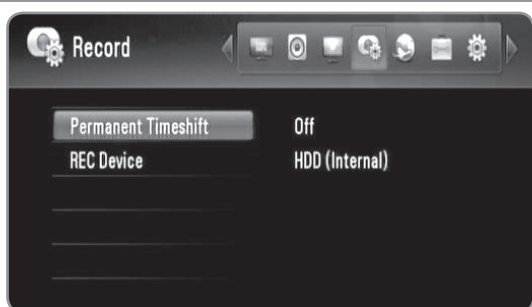 Record
Permanent Timeshift Off
REC Device HDD (Internal)